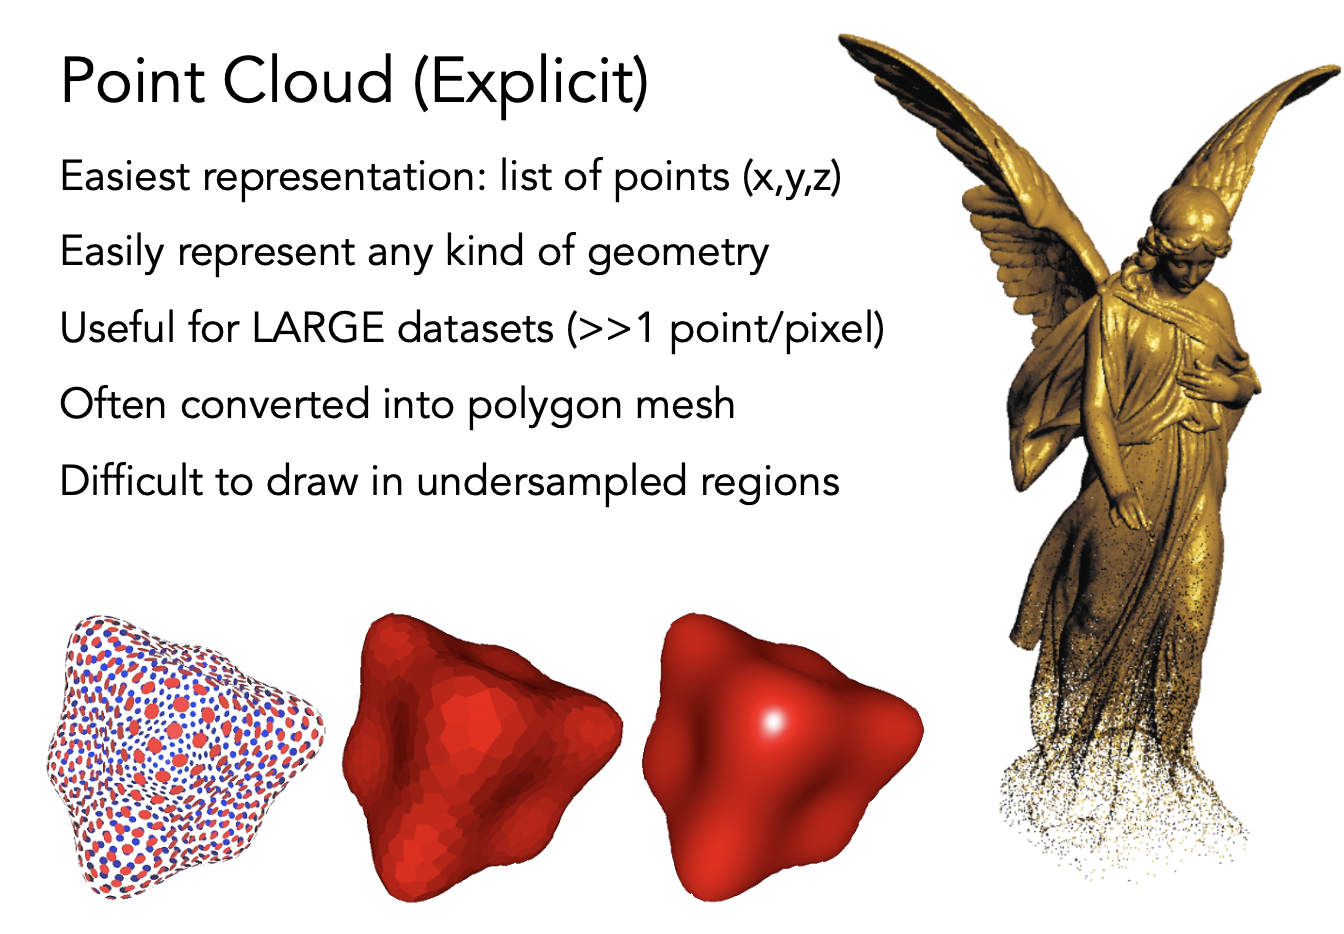 Point Cloud (Explicit)
Easiest representation: list of points (x,y,z)
Easily represent any kind of geometry
Useful for LARGE datasets (>>1 point/pixel)
Often converted into polygon mesh
Difficult to draw in undersampled regions